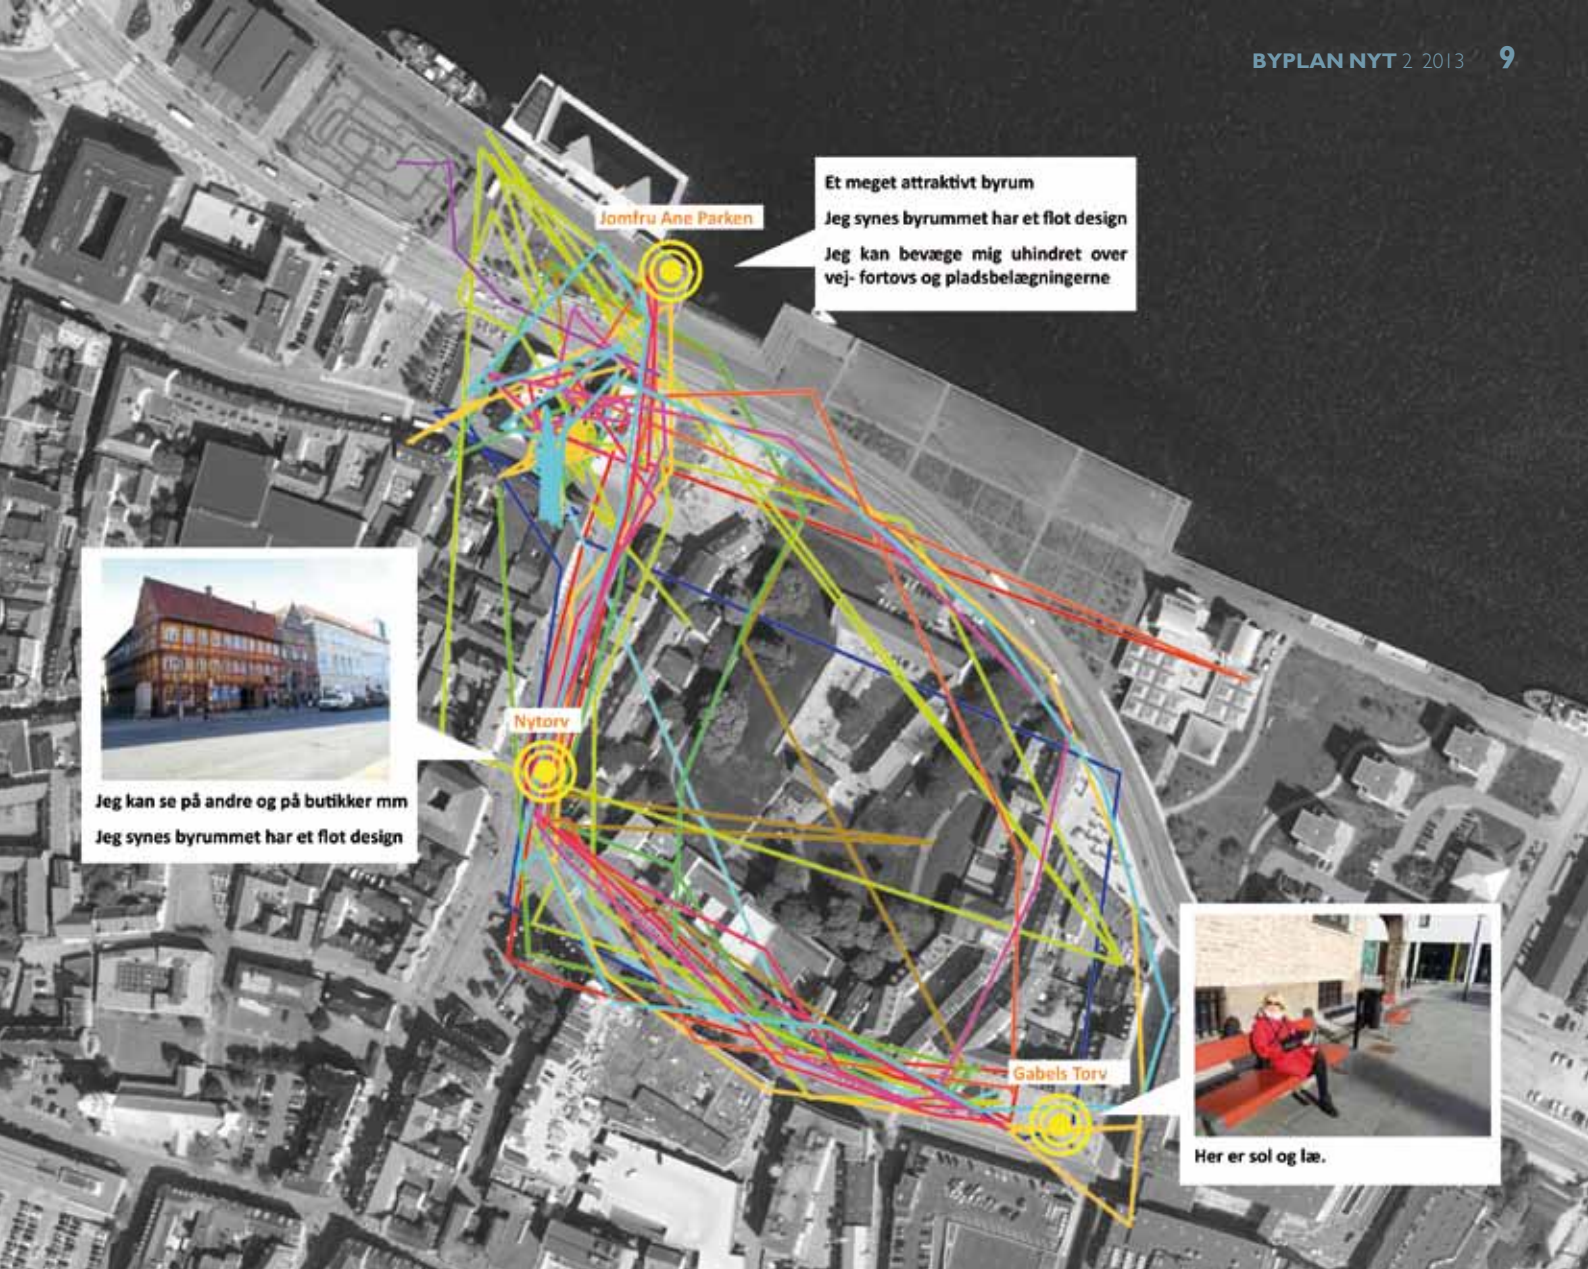 BYPLAN NYT 2 2013 9
Jomfru Ane Parken
Et meget attraktivt byrum
Jeg synes byrummet har et flot design
Jeg kan bevæge mig uhindret over
vej- fortovs og pladsbelægningerne
Nytorv
Jeg kan se på andre og på butikker mm
Jeg synes byrummet har et flot design
Gabels Torv
Her er sol og læ.